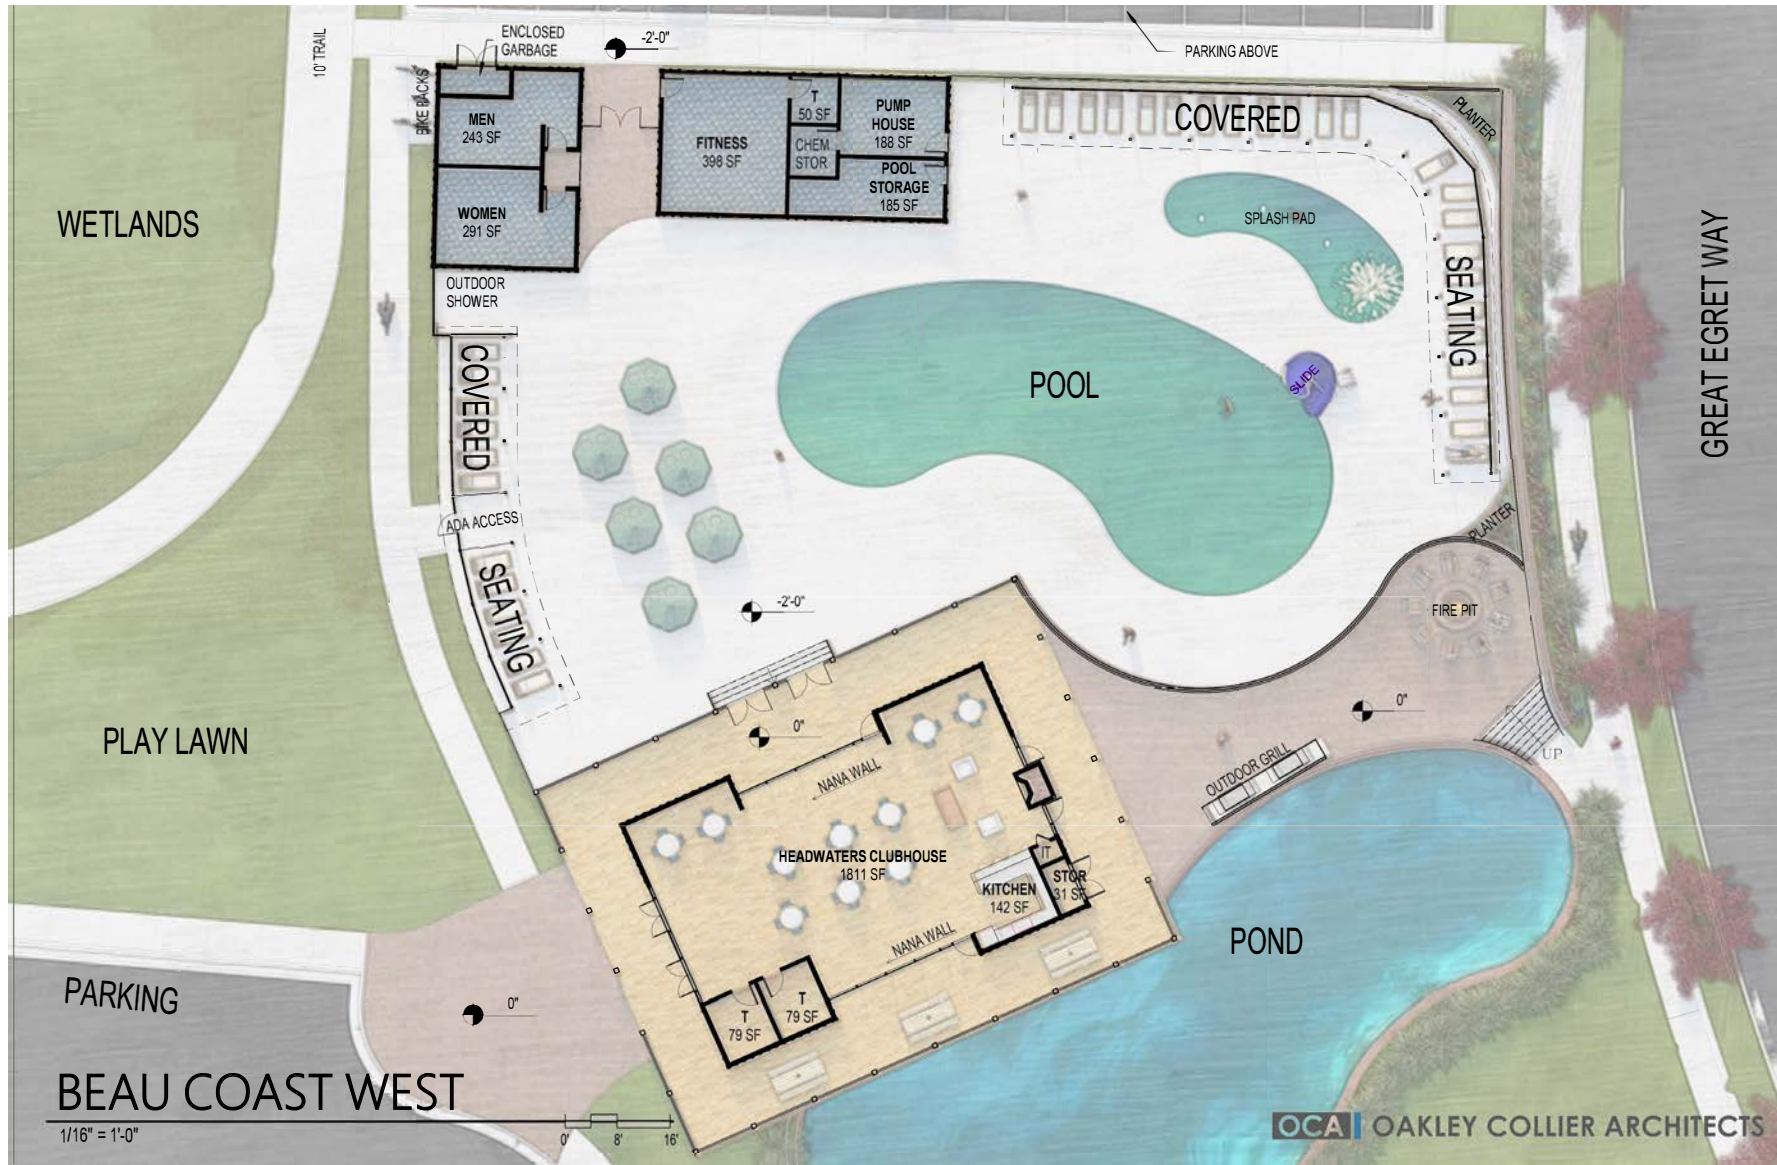 ENCLOSED
GARBAGE
-2'-0"
PARKING ABOVE
10' TRAIL
BIKE RACKS
MEN
243 SF
WOMEN
291 SF
FITNESS
398 SF
T
50 SF
CHEM
STOR
PUMP
HOUSE
188 SF
POOL
STORAGE
185 SF
COVERED
PLANTER
SEATING
SPLASH PAD
WETLANDS
OUTDOOR
SHOWER
COVERED
ADA ACCESS
SEATING
POOL
SLIDE
GREAT EGRET WAY
PLANTER
FIRE PIT
-2'-0"
0"
0"
UP
OUTDOOR GRILL
PLAY LAWN
NANA WALL
HEADWATERS CLUBHOUSE
1811 SF
IT
STOR
31 SF
KITCHEN
142 SF
NANA WALL
POND
T
79 SF
T
79 SF
PARKING
0"
BEAU COAST WEST
1/16" = 1'-0"
0' 8' 16'
OCA | OAKLEY COLLIER ARCHITECTS